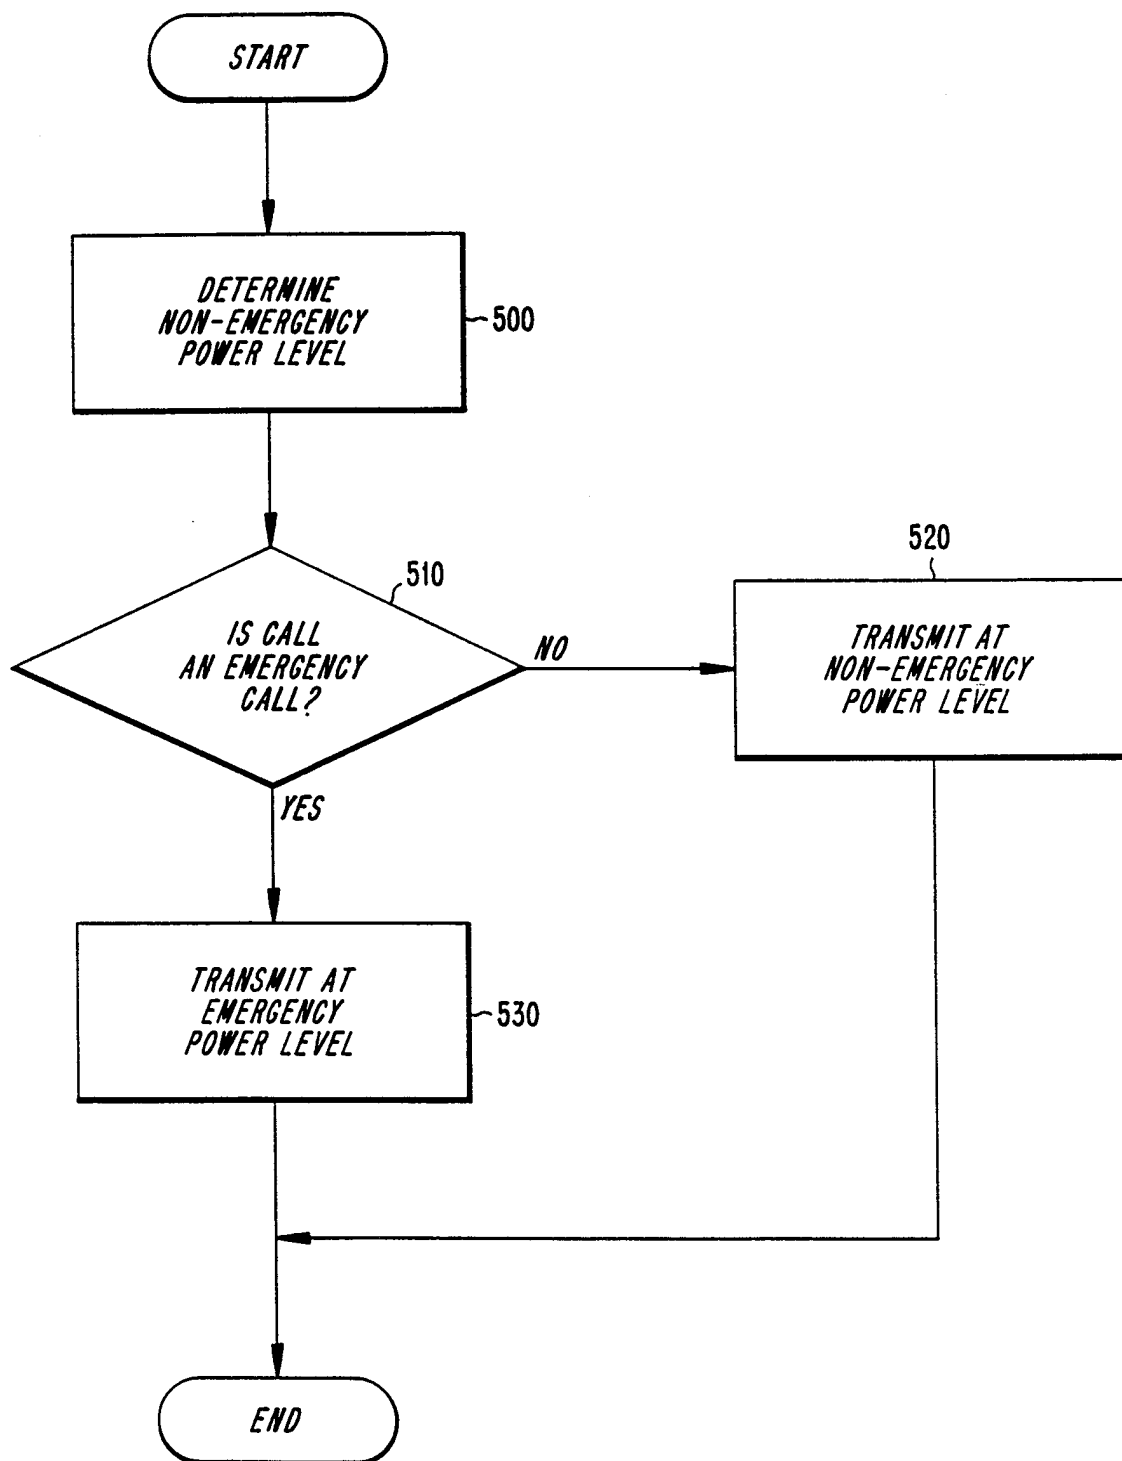 START
DETERMINE
NON-EMERGENCY
POWER LEVEL
500
510
IS CALL
AN EMERGENCY
CALL?
NO
520
TRANSMIT AT
NON-EMERGENCY
POWER LEVEL
YES
TRANSMIT AT
EMERGENCY
POWER LEVEL
530
END